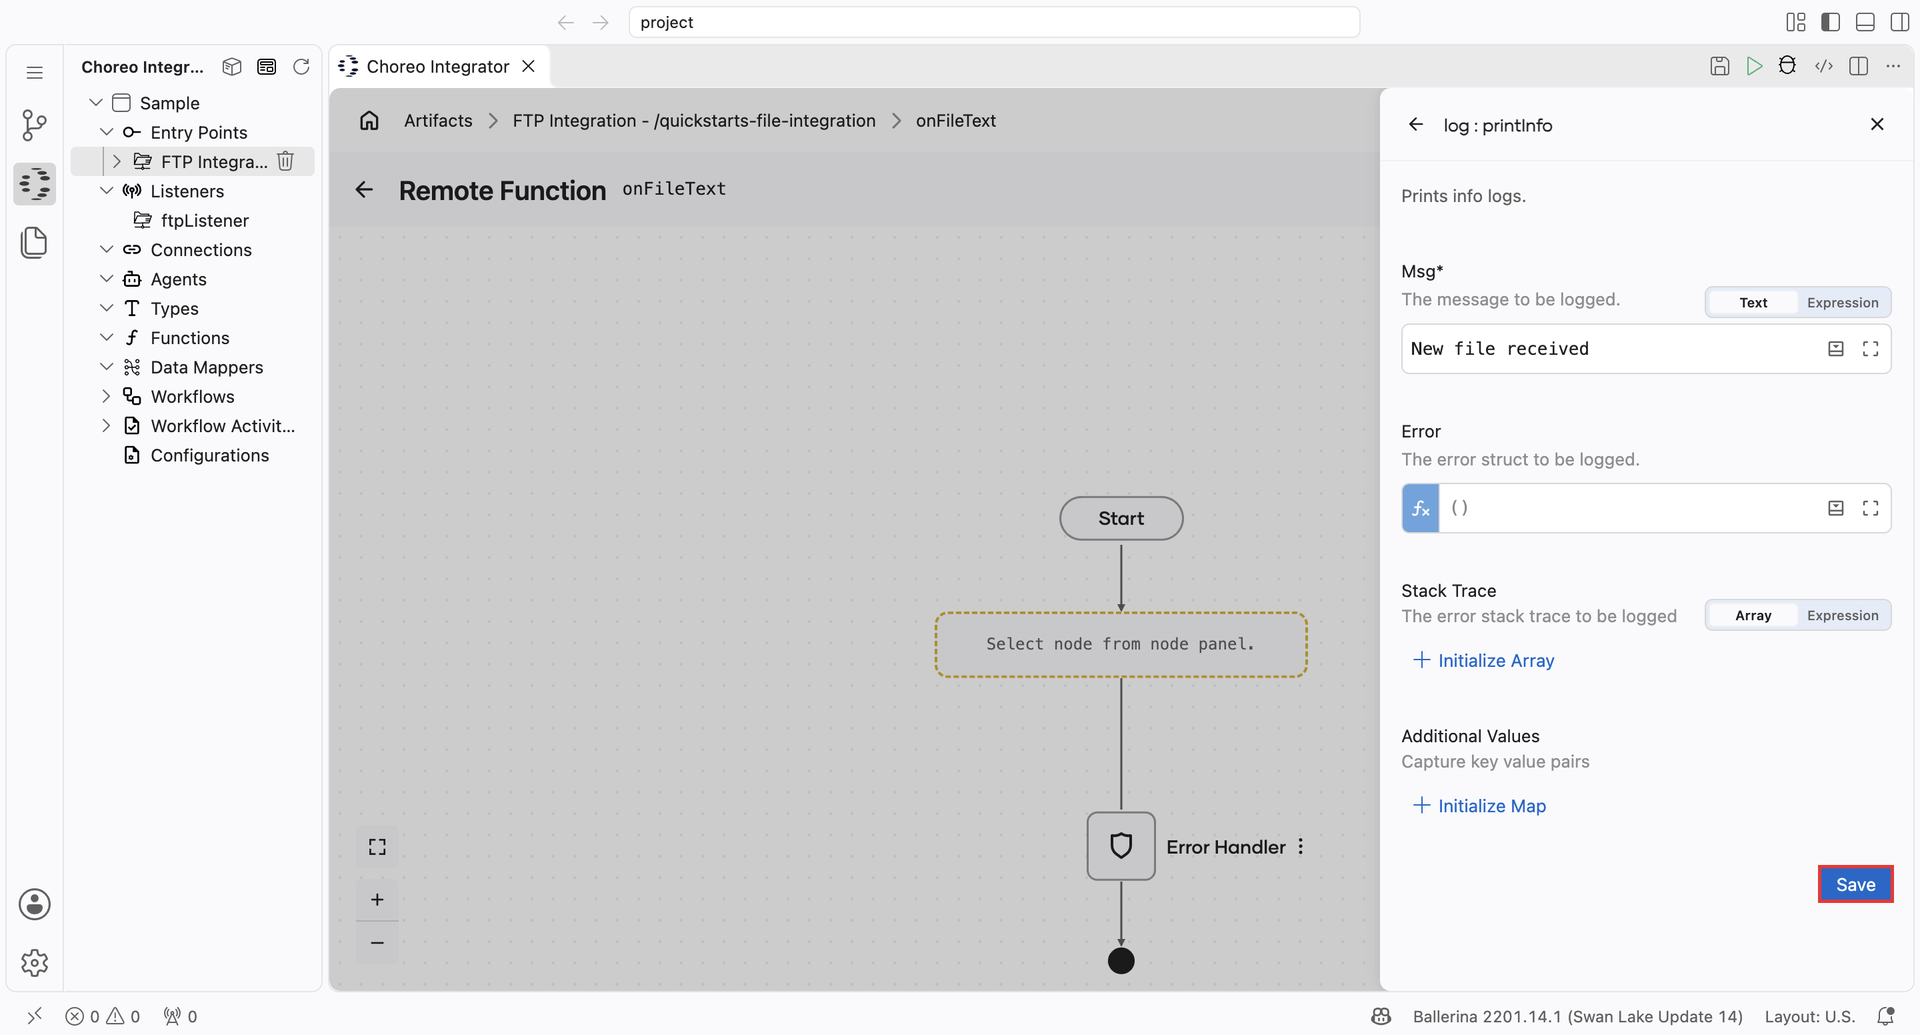 project
Choreo Integr...
Choreo Integrator
Sample
Entry Points
FTP Integra...
Listeners
ftpListener
Connections
Agents
Types
Functions
Data Mappers
Workflows
Workflow Activit...
Configurations
Artifacts
FTP Integration - /quickstarts-file-integration
onFileText
Remote Function onFileText
Start
Select node from node panel.
Error Handler
log : printInfo
Prints info logs.
Msg*
The message to be logged.
Text Expression
New file received
Error
The error struct to be logged.
fx ()
Stack Trace
The error stack trace to be logged
Array Expression
+ Initialize Array
Additional Values
Capture key value pairs
+ Initialize Map
Save
0 0 0
Ballerina 2201.14.1 (Swan Lake Update 14)
Layout: U.S.